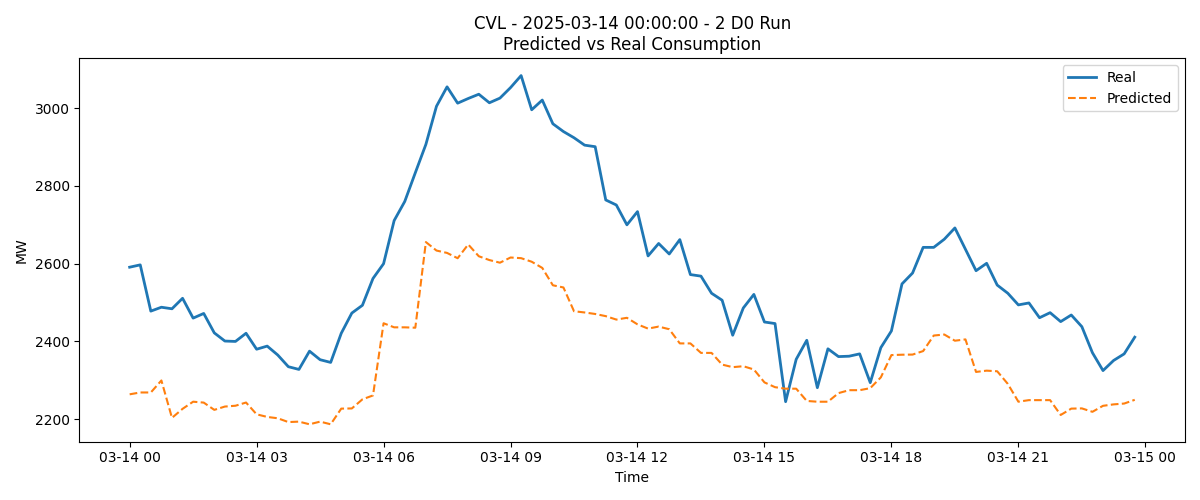 CVL - 2025-03-14 00:00:00 - 2 D0 Run
Predicted vs Real Consumption
Real
Predicted
MW
3000
2800
2600
2400
2200
03-14 00
03-14 03
03-14 06
03-14 09
03-14 12
03-14 15
03-14 18
03-14 21
03-15 00
Time